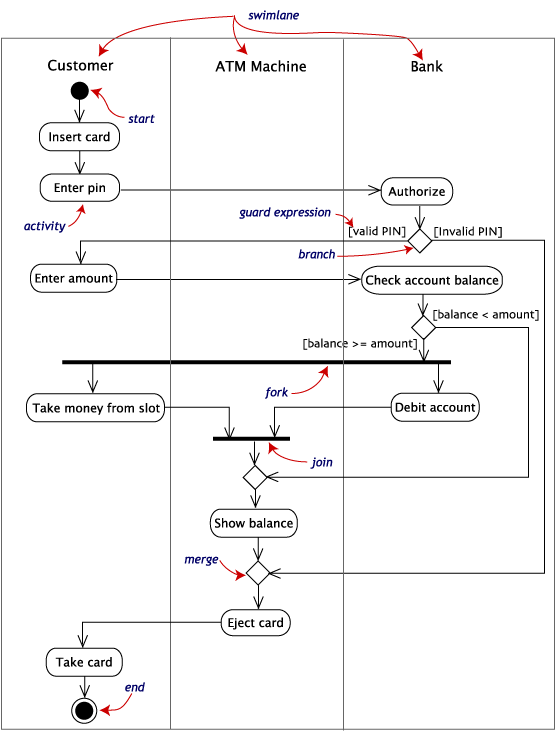 swimlane
Customer
ATM Machine
Bank
start
Insert card
Enter pin
Authorize
activity
guard expression
[valid PIN]
[Invalid PIN]
branch
Enter amount
Check account balance
[balance < amount]
[balance >= amount]
fork
Take money from slot
Debit account
join
Show balance
merge
Eject card
Take card
end